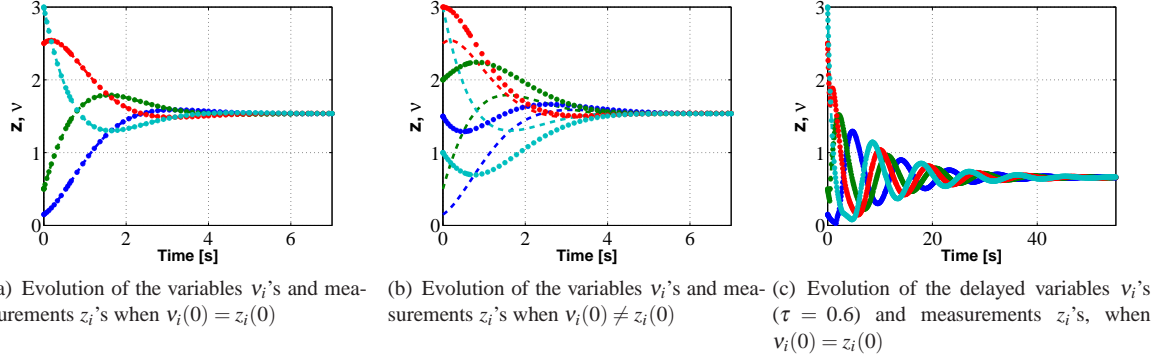 3
2
1
0
z, ν
0 2 4 6
Time [s]
3
2
1
0
z, ν
0 2 4 6
Time [s]
3
2
1
0
z, ν
0 20 40
Time [s]
a) Evolution of the variables νi's and mea-
urements zi's when νi(0) = zi(0)
(b) Evolution of the variables νi's and mea-
surements zi's when νi(0) ≠ zi(0)
(c) Evolution of the delayed variables νi's
(τ = 0.6) and measurements zi's, when
νi(0) = zi(0)